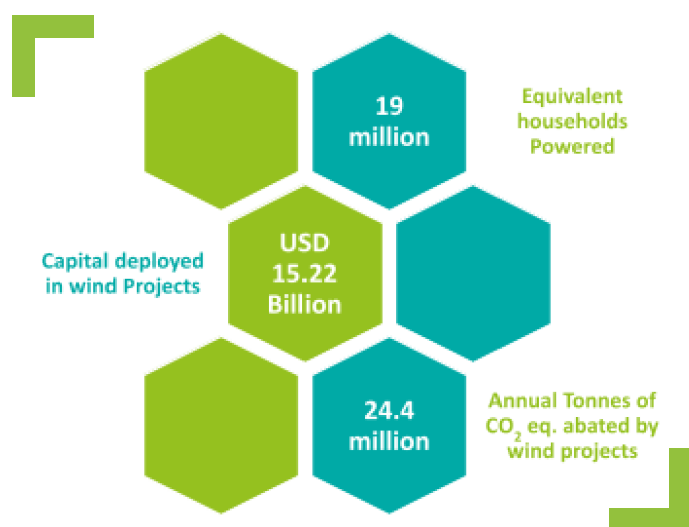 19
million
Equivalent
households
Powered
Capital deployed
in wind Projects
USD
15.22
Billion
24.4
million
Annual Tonnes of
CO₂ eq. abated by
wind projects